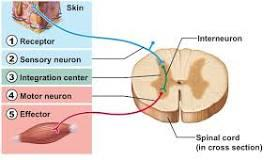 Skin
1 Receptor
2 Sensory neuron
3 Integration center
4 Motor neuron
5 Effector
Interneuron
Spinal cord
(in cross section)